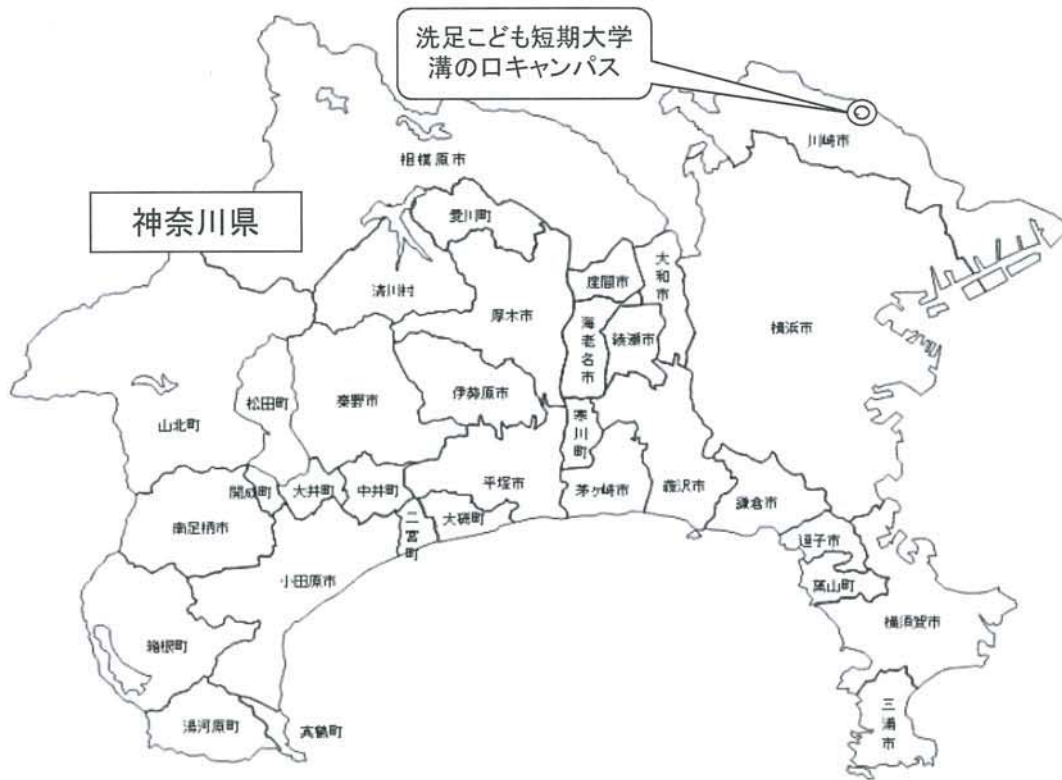 洗足こども短期大学
溝の口キャンパス
川崎市
相模原市
神奈川県
愛川町
大和市
座間市
清川村
厚木市
海老名市
綾瀬市
横浜市
伊勢原市
秦野市
松田町
山北町
寒川町
開成町
大井町
中井町
平塚市
茅ヶ崎市
藤沢市
鎌倉市
南足柄市
二宮町
大磯町
逗子市
小田原市
葉山町
横須賀市
箱根町
三浦市
湯河原町
真鶴町